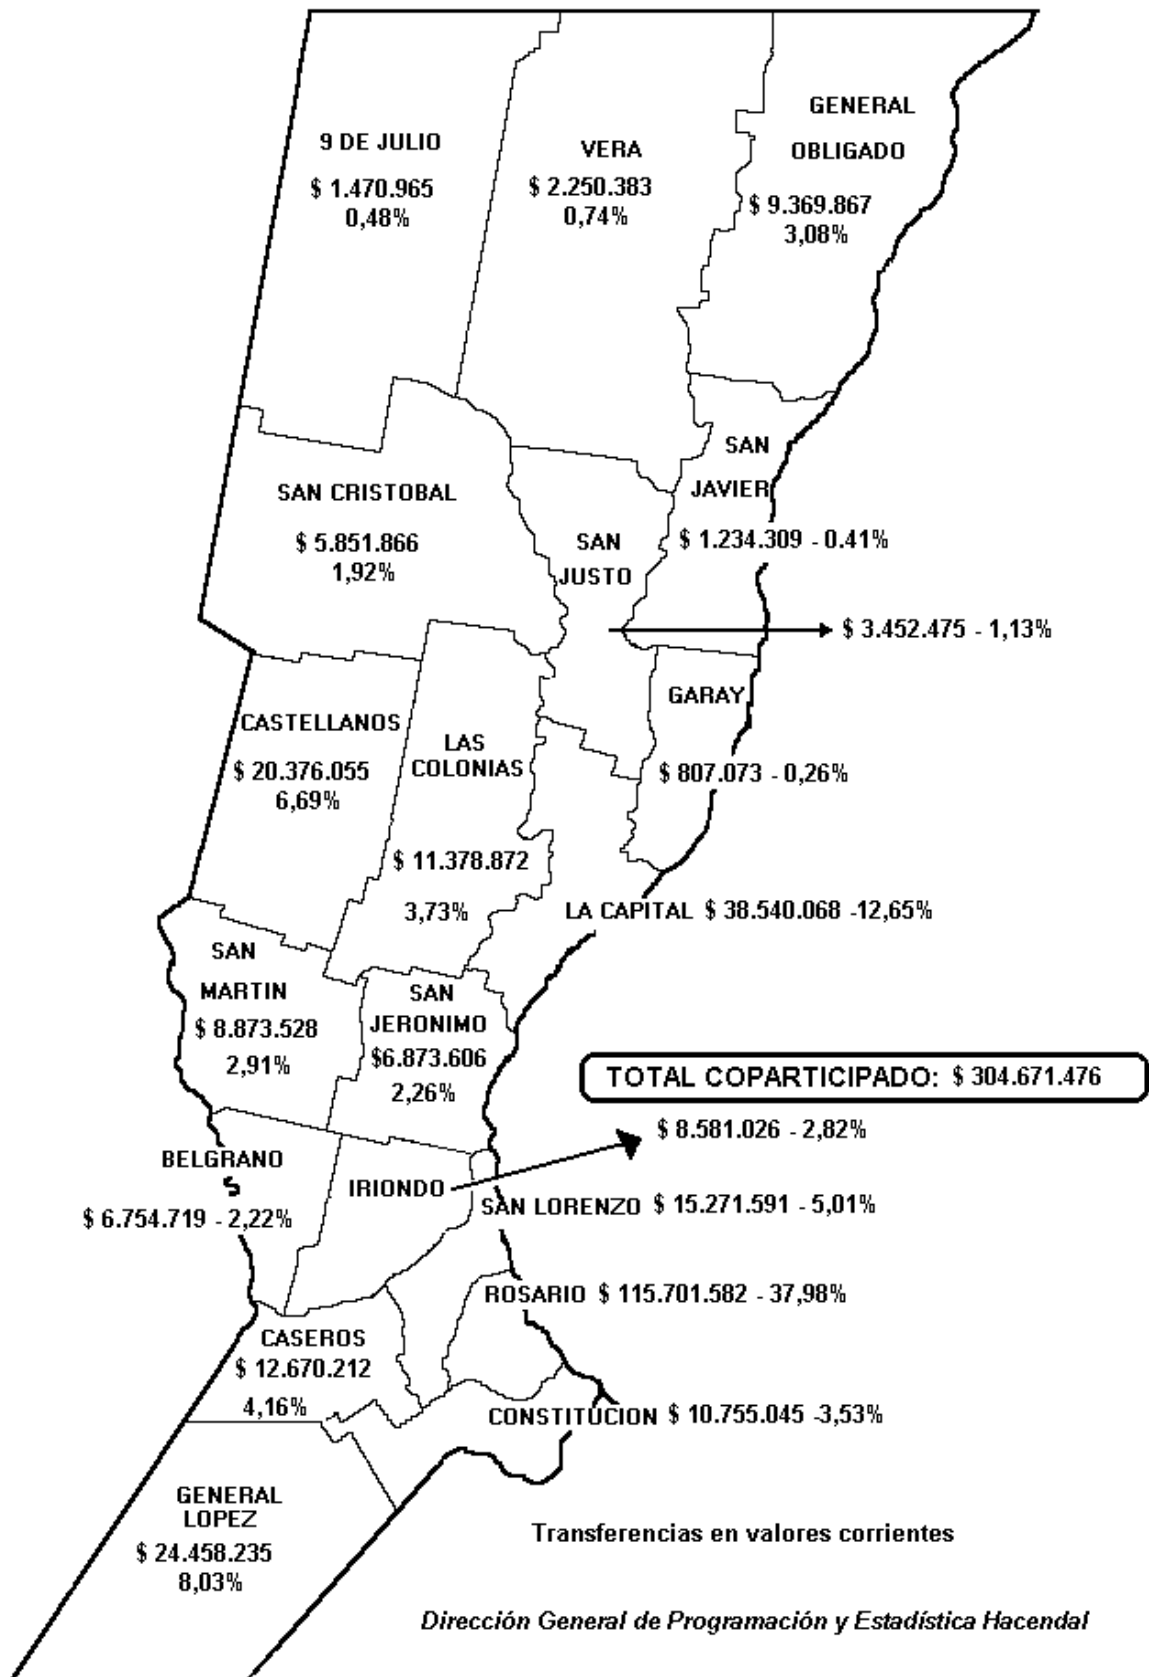 9 DE JULIO
$ 1.470.965
0,48%
VERA
$ 2.250.383
0,74%
GENERAL
OBLIGADO
$ 9.369.867
3,08%
SAN CRISTOBAL
$ 5.851.866
1,92%
SAN
JUSTO
SAN
JAVIER
$ 1.234.309 - 0.41%
$ 3.452.475 - 1,13%
GARAY
$ 807.073 - 0,26%
CASTELLANOS
$ 20.376.055
6,69%
LAS
COLONIAS
$ 11.378.872
3,73%
LA CAPITAL $ 38.540.068 -12,65%
SAN
MARTIN
$ 8.873.528
2,91%
SAN
JERONIMO
$6.873.606
2,26%
TOTAL COPARTICIPADO: $ 304.671.476
$ 8.581.026 - 2,82%
BELGRANO
S
$ 6.754.719 - 2,22%
IRIONDO
SAN LORENZO $ 15.271.591 - 5,01%
ROSARIO $ 115.701.582 - 37,98%
CASEROS
$ 12.670.212
4,16%
CONSTITUCION $ 10.755.045 -3,53%
GENERAL
LOPEZ
$ 24.458.235
8,03%
Transferencias en valores corrientes
Dirección General de Programación y Estadística Hacendal